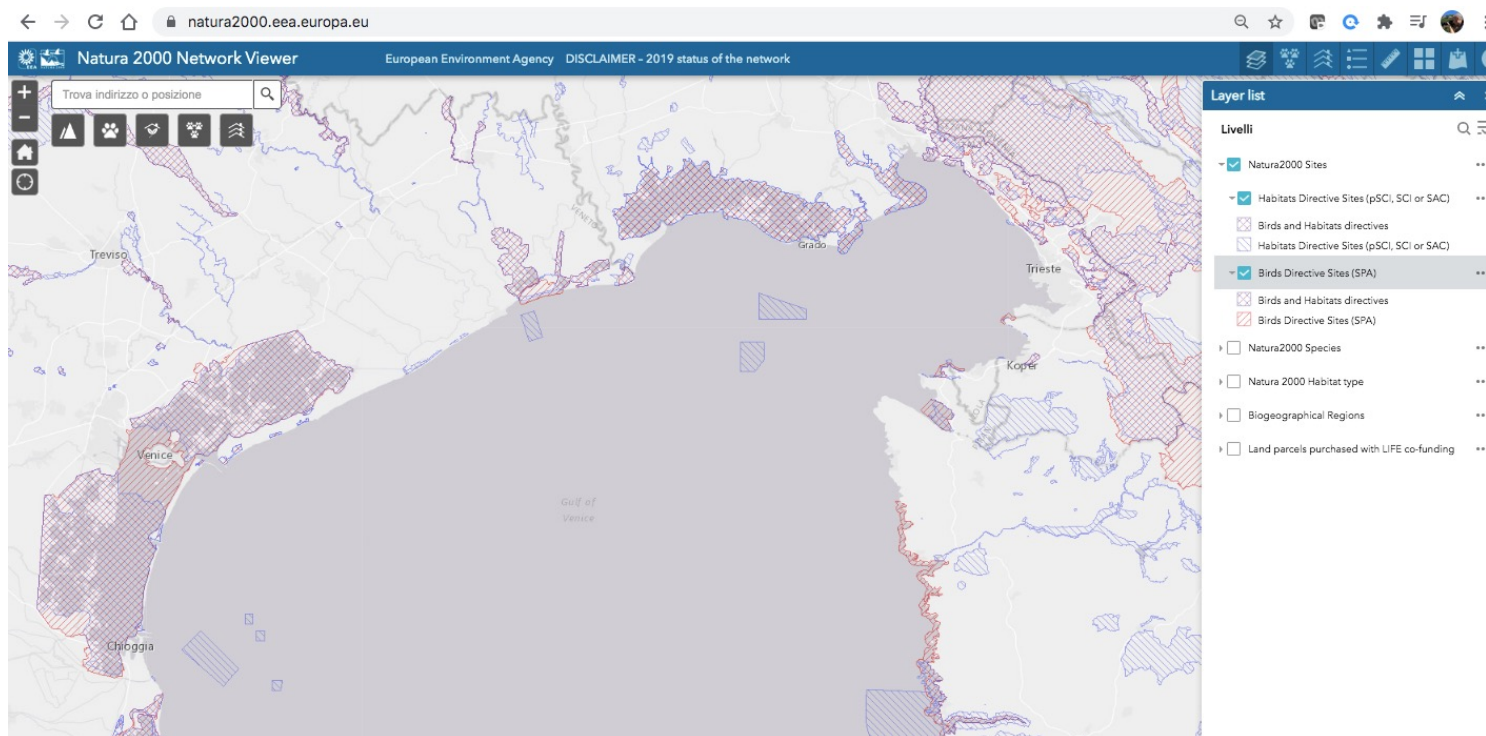 natura2000.eea.europa.eu
Natura 2000 Network Viewer
European Environment Agency DISCLAIMER - 2019 status of the network
Trova indirizzo o posizione
Layer list
Livelli
Natura2000 Sites
Habitats Directive Sites (pSCI, SCI or SAC)
Birds and Habitats directives
Habitats Directive Sites (pSCI, SCI or SAC)
Birds Directive Sites (SPA)
Birds and Habitats directives
Birds Directive Sites (SPA)
Natura2000 Species
Natura 2000 Habitat type
Biogeographical Regions
Land parcels purchased with LIFE co-funding
VENETO
Treviso
Grado
Trieste
Koper
Venice
Gulf of
Venice
Chioggia